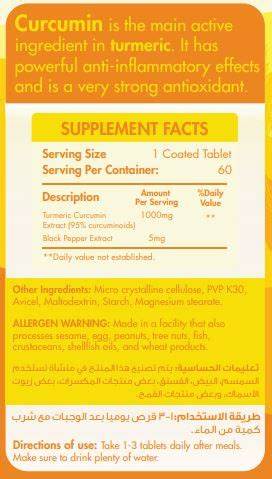 Curcumin is the main active
ingredient in turmeric. It has
powerful anti-inflammatory effects
and is a very strong antioxidant.
SUPPLEMENT FACTS
Serving Size 1 Coated Tablet
Serving Per Container: 60
Description Amount Per Serving %Daily Value
Turmeric Curcumin Extract (95% curcuminoids) 1000mg **
Black Pepper Extract 5mg
**Daily value not established.
Other Ingredients: Micro crystalline cellulose, PVP K30,
Avicel, Maltodextrin, Starch, Magnesium stearate.
ALLERGEN WARNING: Made in a facility that also
processes sesame, egg, peanuts, tree nuts, fish,
crustaceans, shellfish oils, and wheat products.
تعليمات الحساسية: يتم تصنيع هذا المنتج في منشأة تستخدم
السمسم، البيض، الفستق، بعض منتجات المكسرات، بعض زيوت
الأسماك، وبعض منتجات القمح.
طريقة الاستخدام: ١-٣ قرص يوميا بعد الوجبات مع شرب
كمية من الماء.
Directions of use: Take 1-3 tablets daily after meals.
Make sure to drink plenty of water.